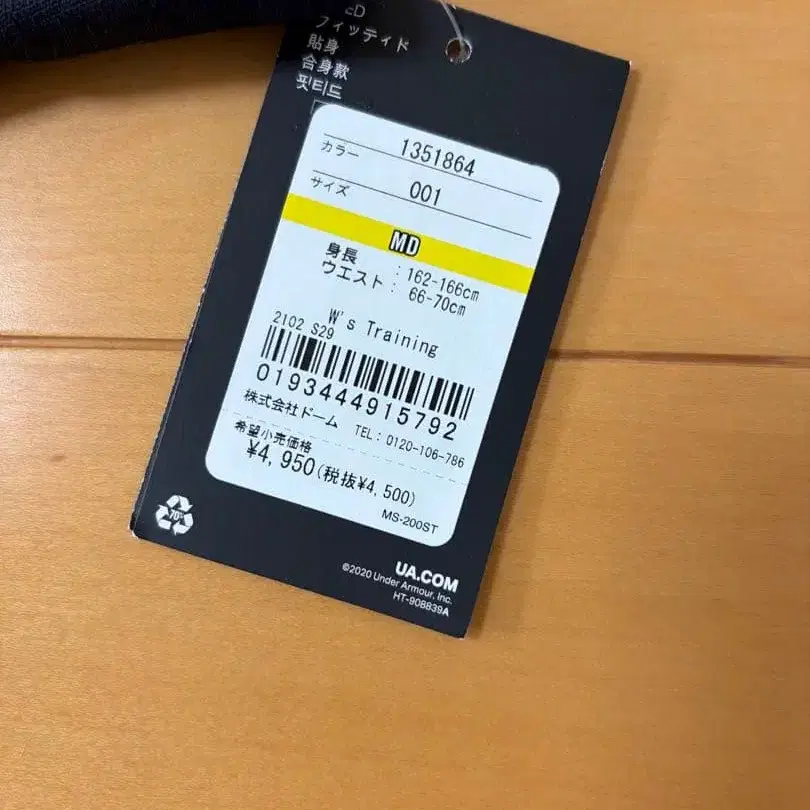 フィッティド
貼身
合身款
핏티드
1351864
カラー 001
サイズ
MD
身長 : 162-166cm
ウエスト : 66-70cm
W's Training
2102 S29
0193444915792
株式会社ドーム TEL: 0120-106-786
希望小売価格
¥4,950(税抜¥4,500)
MS-200ST
70%
UA.COM
©2020 Under Armour, Inc.
HT-908839A